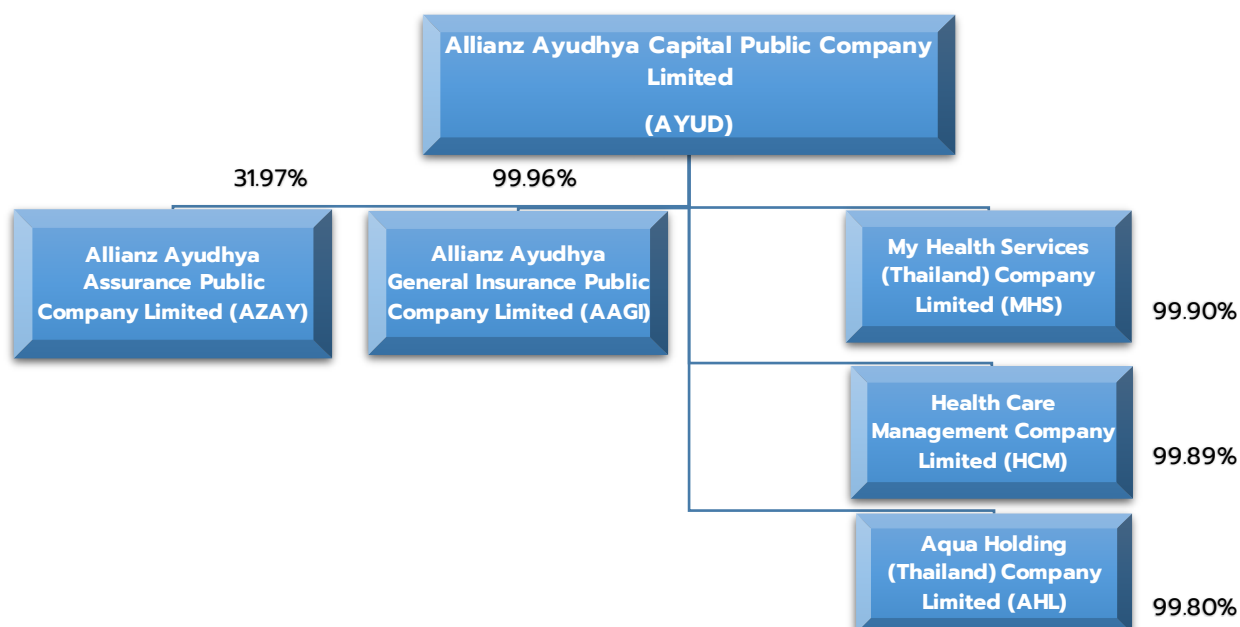 Allianz Ayudhya Capital Public Company
Limited
(AYUD)
31.97%
99.96%
Allianz Ayudhya
Assurance Public
Company Limited (AZAY)
Allianz Ayudhya
General Insurance Public
Company Limited (AAGI)
My Health Services
(Thailand) Company
Limited (MHS)
99.90%
Health Care
Management Company
Limited (HCM)
99.89%
Aqua Holding
(Thailand) Company
Limited (AHL)
99.80%